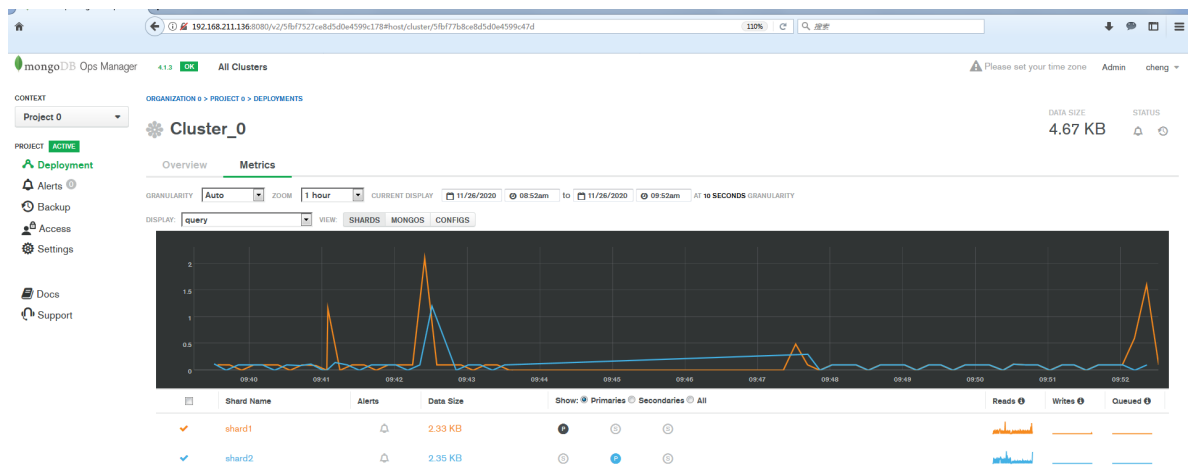 192.168.211.136:8080/v2/5fbf7527ce8d5d0e4599c178#host/cluster/5fbf77b8ce8d5d0e4599c47d 110% 搜索
mongoDB Ops Manager 4.1.3 OK All Clusters Please set your time zone Admin cheng
CONTEXT
Project 0
PROJECT ACTIVE
Deployment
Alerts 0
Backup
Access
Settings
Docs
Support
ORGANIZATION 0 > PROJECT 0 > DEPLOYMENTS
Cluster_0
DATA SIZE STATUS
4.67 KB
Overview Metrics
GRANULARITY Auto ZOOM 1 hour CURRENT DISPLAY 11/26/2020 08:52am to 11/26/2020 09:52am AT 10 SECONDS GRANULARITY
DISPLAY: query VIEW: SHARDS MONGOS CONFIGS
2
1.5
1
0.5
0
09:40 09:41 09:42 09:43 09:44 09:45 09:46 09:47 09:48 09:49 09:50 09:51 09:52
Shard Name Alerts Data Size Show: Primaries Secondaries All Reads Writes Queued
shard1 2.33 KB P S S
shard2 2.35 KB S P S